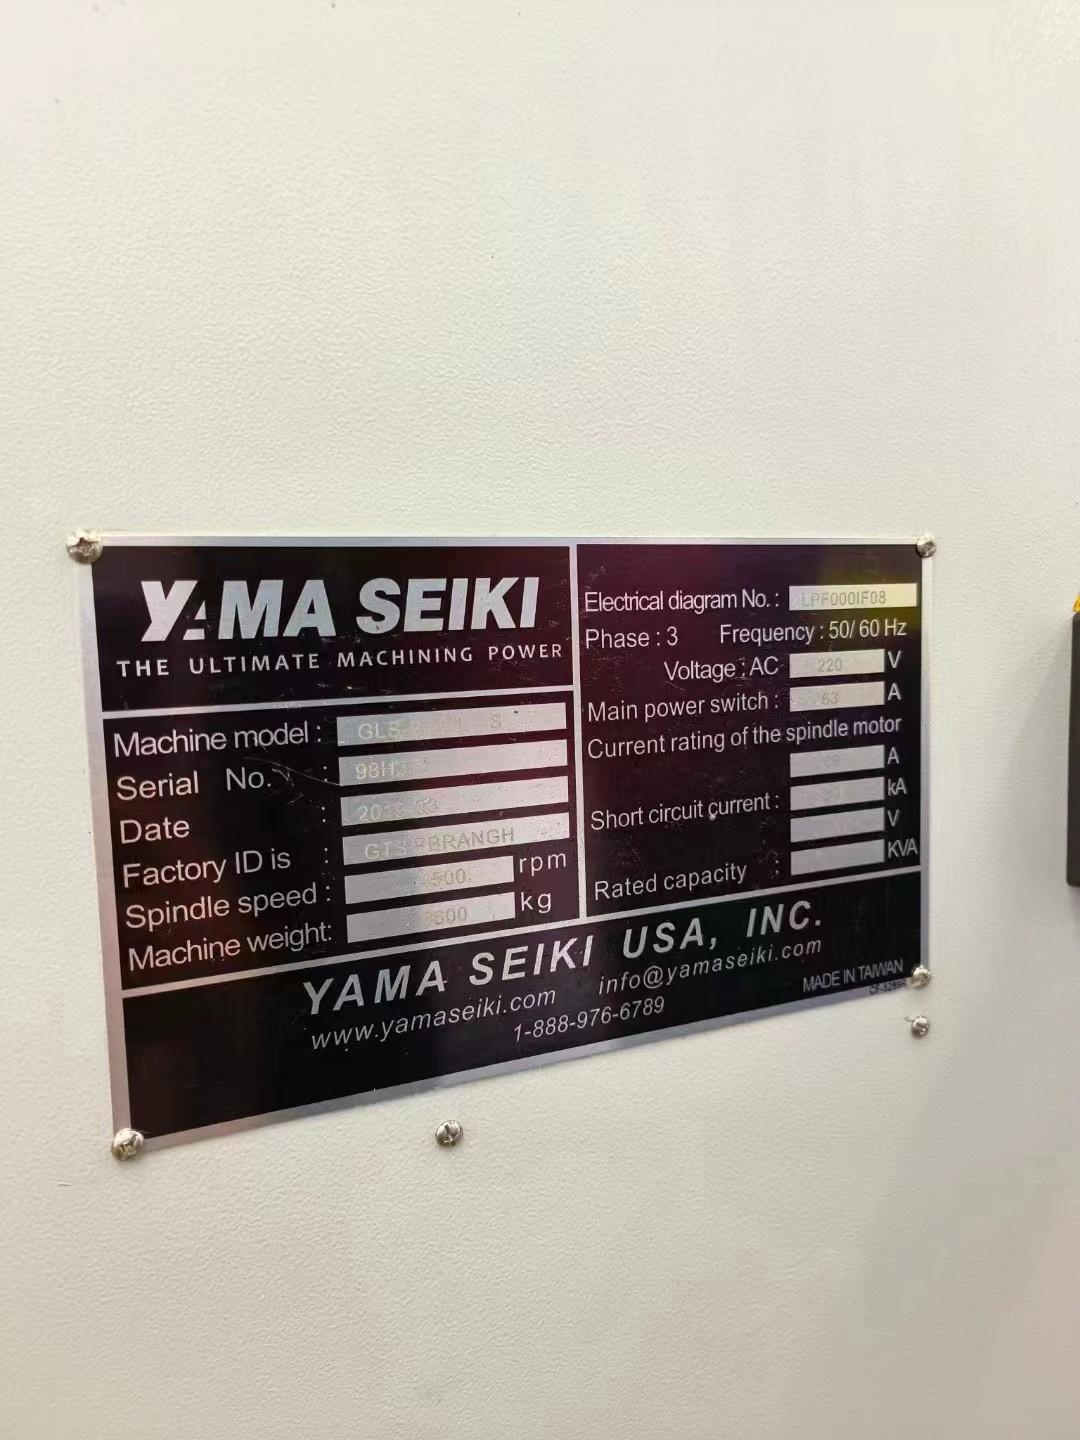 YAMA SEIKI
THE ULTIMATE MACHINING POWER
Machine model :
Serial No. :
Date :
Factory ID is :
Spindle speed : 4500 rpm
Machine weight: kg
Electrical diagram No. : LPF000IF08
Phase : 3 Frequency : 50/ 60 Hz
Voltage : AC 220 V
Main power switch : 63 A
Current rating of the spindle motor
A
Short circuit current : kA
V
Rated capacity : KVA
YAMA SEIKI USA, INC.
www.yamaseiki.com info@yamaseiki.com
1-888-976-6789
MADE IN TAIWAN